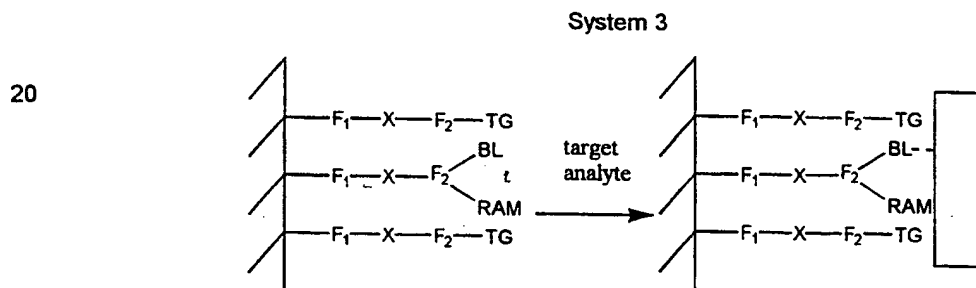 System 3
20
F₁—X—F₂—TG F₁—X—F₂—TG
BL target BL
F₁—X—F₂ t analyte F₁—X—F₂
RAM RAM
F₁—X—F₂—TG F₁—X—F₂—TG